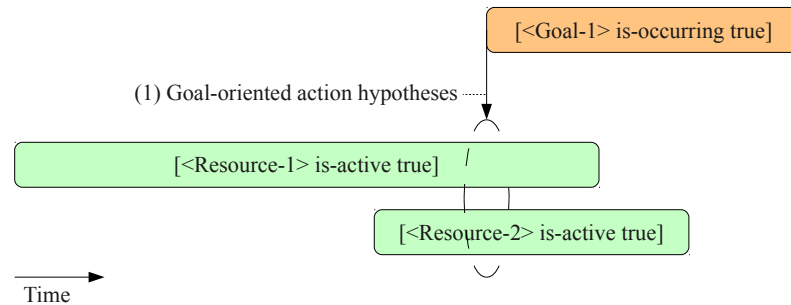 [<Goal-1> is-occurring true]
(1) Goal-oriented action hypotheses
[<Resource-1> is-active true]
[<Resource-2> is-active true]
Time